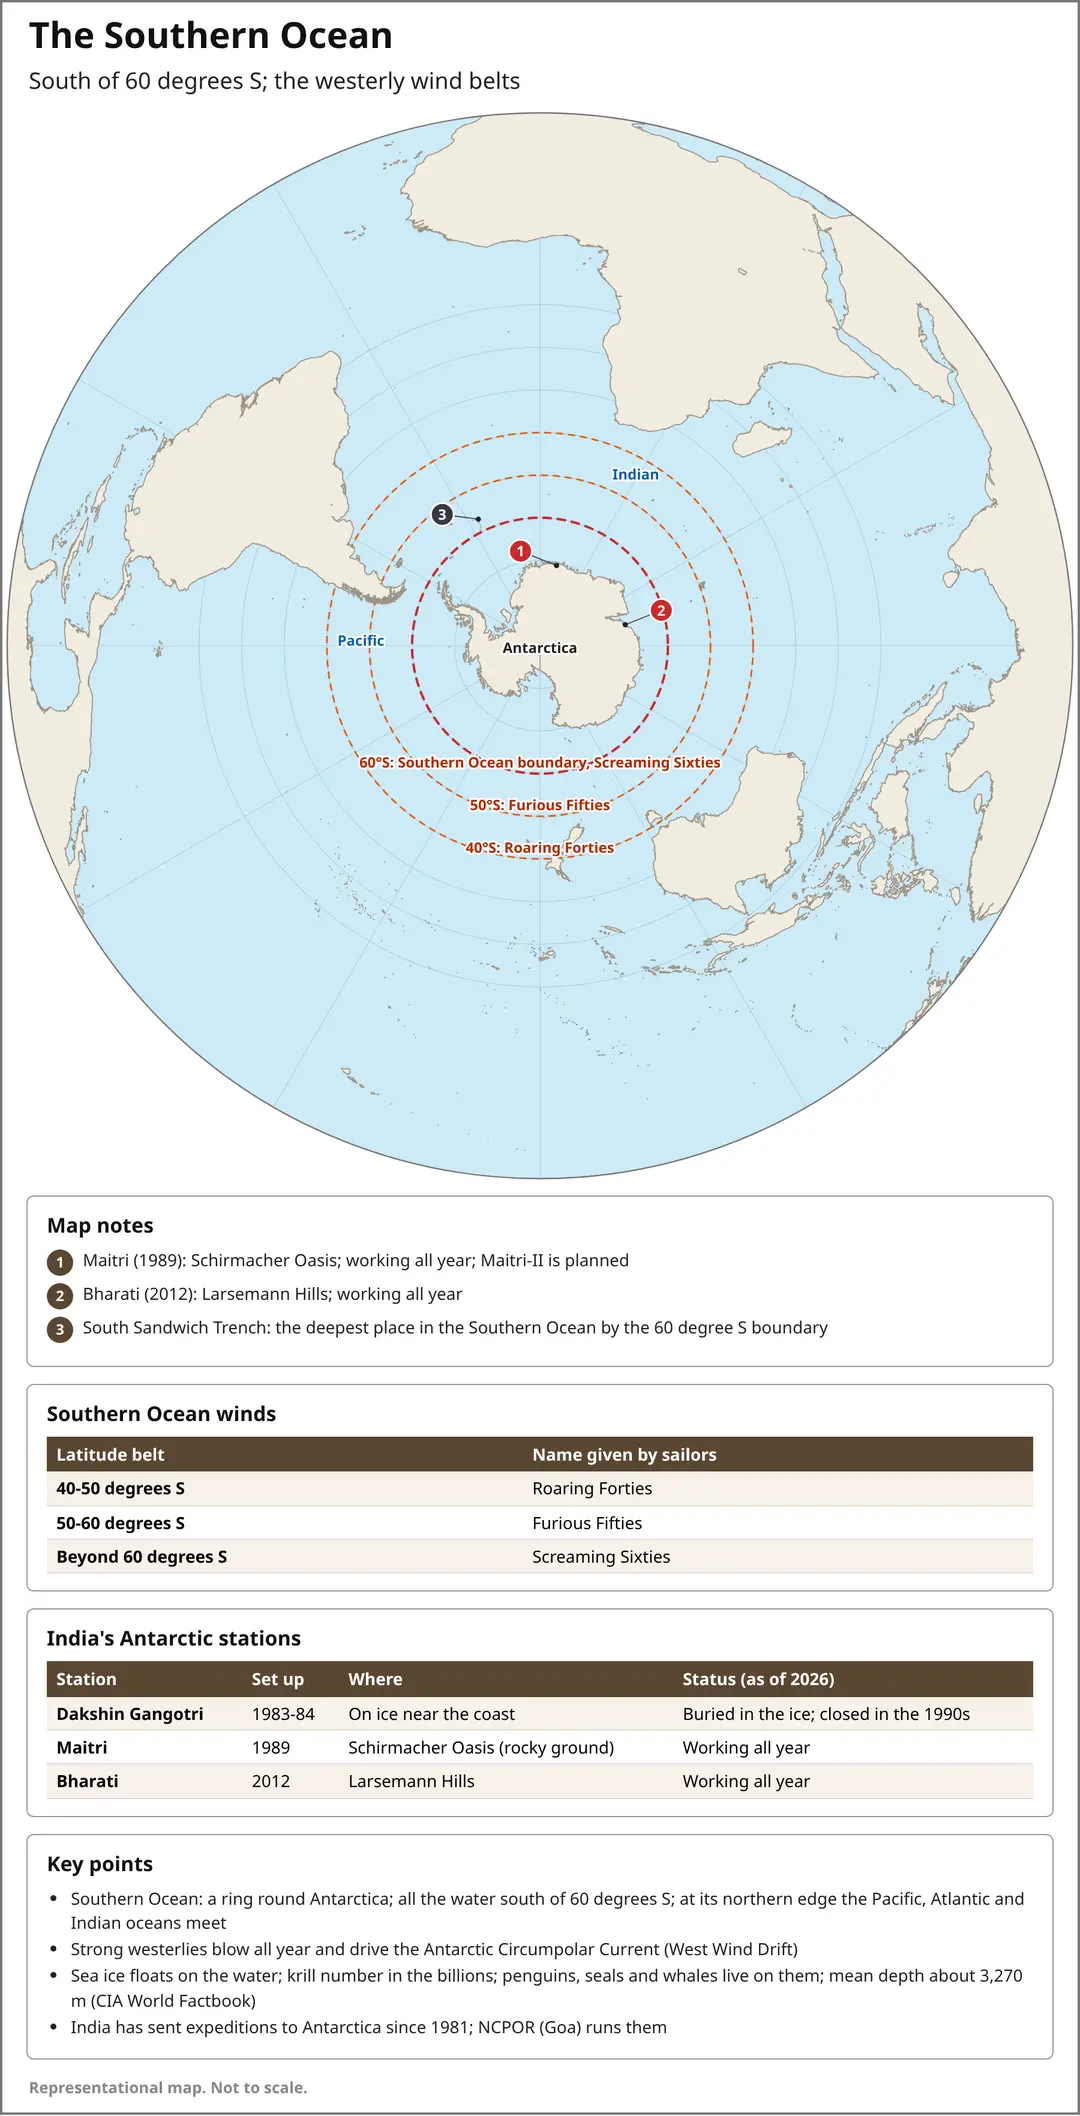 The Southern Ocean
South of 60 degrees S; the westerly wind belts
Indian
3
1
2
Pacific
Antarctica
60°S: Southern Ocean boundary, Screaming Sixties
50°S: Furious Fifties
40°S: Roaring Forties
Map notes
1 Maitri (1989): Schirmacher Oasis; working all year; Maitri-II is planned
2 Bharati (2012): Larsemann Hills; working all year
3 South Sandwich Trench: the deepest place in the Southern Ocean by the 60 degree S boundary
Southern Ocean winds
Latitude belt Name given by sailors
40-50 degrees S Roaring Forties
50-60 degrees S Furious Fifties
Beyond 60 degrees S Screaming Sixties
India's Antarctic stations
Station Set up Where Status (as of 2026)
Dakshin Gangotri 1983-84 On ice near the coast Buried in the ice; closed in the 1990s
Maitri 1989 Schirmacher Oasis (rocky ground) Working all year
Bharati 2012 Larsemann Hills Working all year
Key points
• Southern Ocean: a ring round Antarctica; all the water south of 60 degrees S; at its northern edge the Pacific, Atlantic and
Indian oceans meet
• Strong westerlies blow all year and drive the Antarctic Circumpolar Current (West Wind Drift)
• Sea ice floats on the water; krill number in the billions; penguins, seals and whales live on them; mean depth about 3,270
m (CIA World Factbook)
• India has sent expeditions to Antarctica since 1981; NCPOR (Goa) runs them
Representational map. Not to scale.